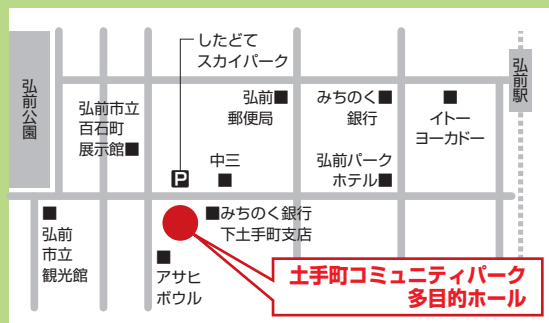 したどて
スカイパーク
弘前公園
弘前市立
百石町
展示館■
弘前■
郵便局
みちのく■
銀行
■
イトー
ヨーカドー
弘前駅
P
中三
■
弘前パーク
ホテル■
■
弘前
市立
観光館
■みちのく銀行
下土手町支店
■
アサヒ
ボウル
土手町コミュニティパーク
多目的ホール